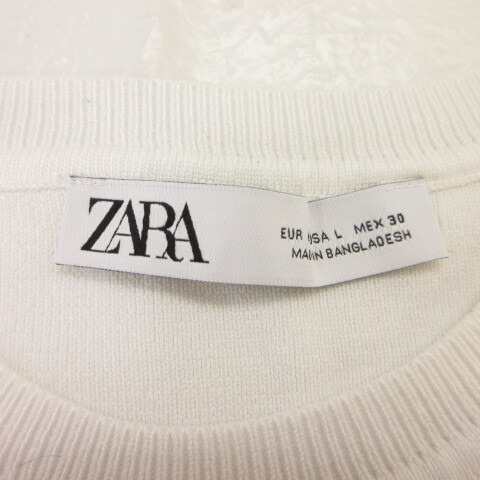 ZARA
EUR USA L MEX 30
MADE IN BANGLADESH